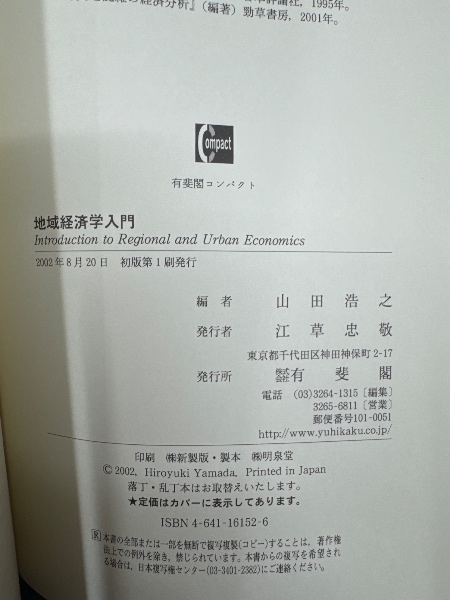 の経済分析』(編著) 勁草書房, 2001年。
評論社, 1995年。
Compact
有斐閣コンパクト
地域経済学入門
Introduction to Regional and Urban Economics
2002年8月20日 初版第1刷発行
編者 山田浩之
発行者 江草忠敬
東京都千代田区神田神保町2-17
発行所 株式会社 有斐閣
電話 (03)3264-1315〔編集〕
3265-6811〔営業〕
郵便番号101-0051
http://www.yuhikaku.co.jp/
印刷 ㈱新製版・製本 ㈱明泉堂
© 2002, Hiroyuki Yamada, Printed in Japan
落丁・乱丁本はお取替えいたします。
★定価はカバーに表示してあります。
ISBN 4-641-16152-6
R 本書の全部または一部を無断で複写複製(コピー)することは, 著作権
法上での例外を除き, 禁じられています。本書からの複写を希望され
る場合は, 日本複写権センター(03-3401-2382)にご連絡ください。